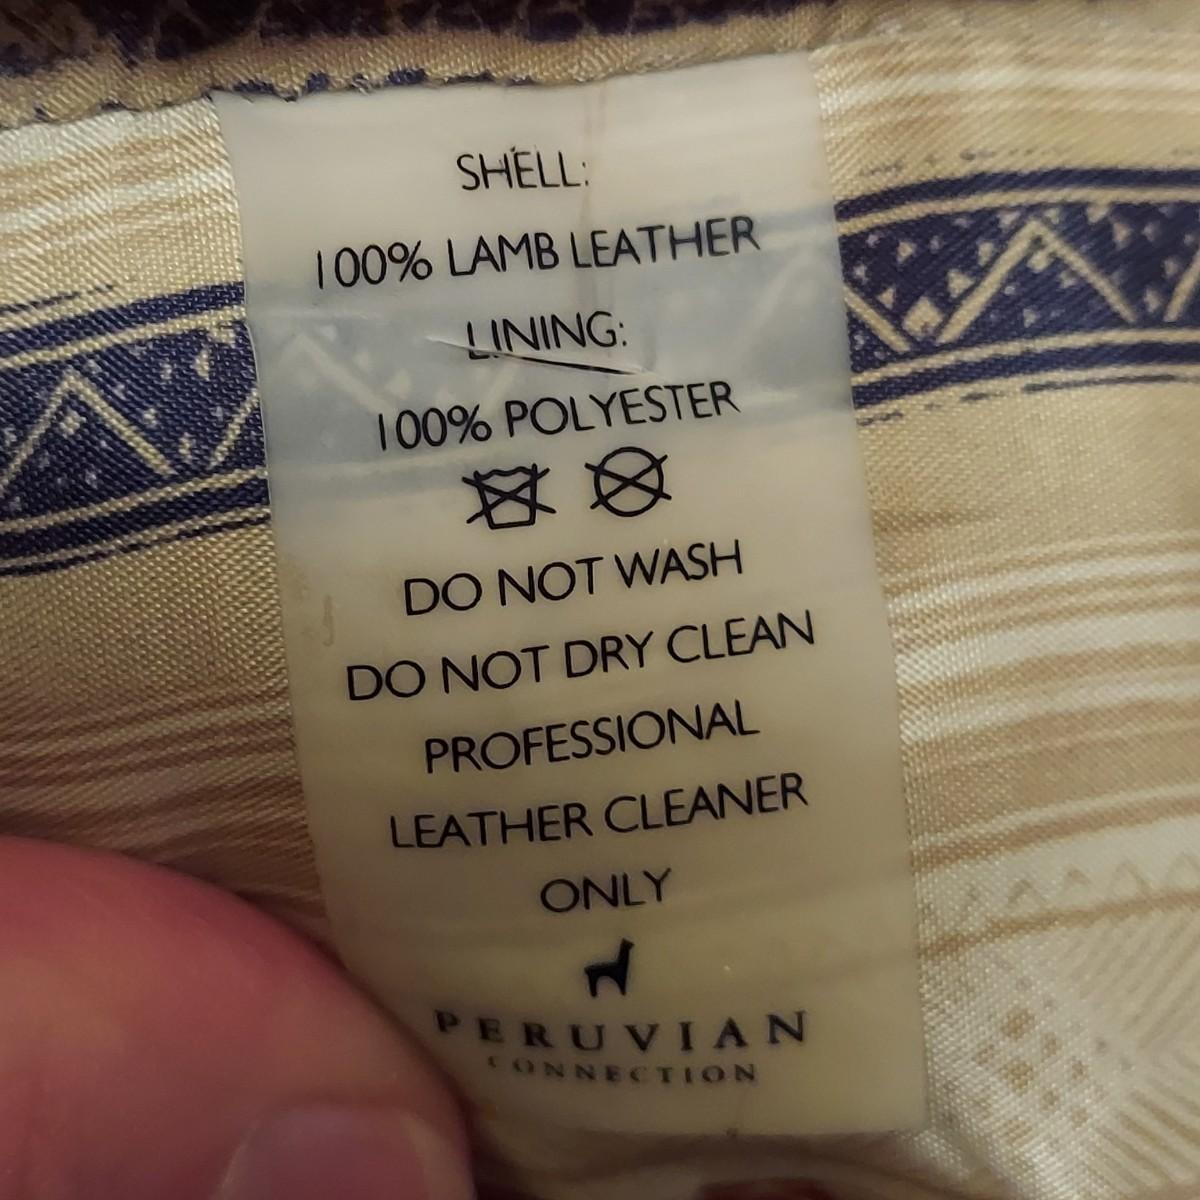 SHELL:
100% LAMB LEATHER
LINING:
100% POLYESTER
DO NOT WASH
DO NOT DRY CLEAN
PROFESSIONAL
LEATHER CLEANER
ONLY
PERUVIAN
CONNECTION